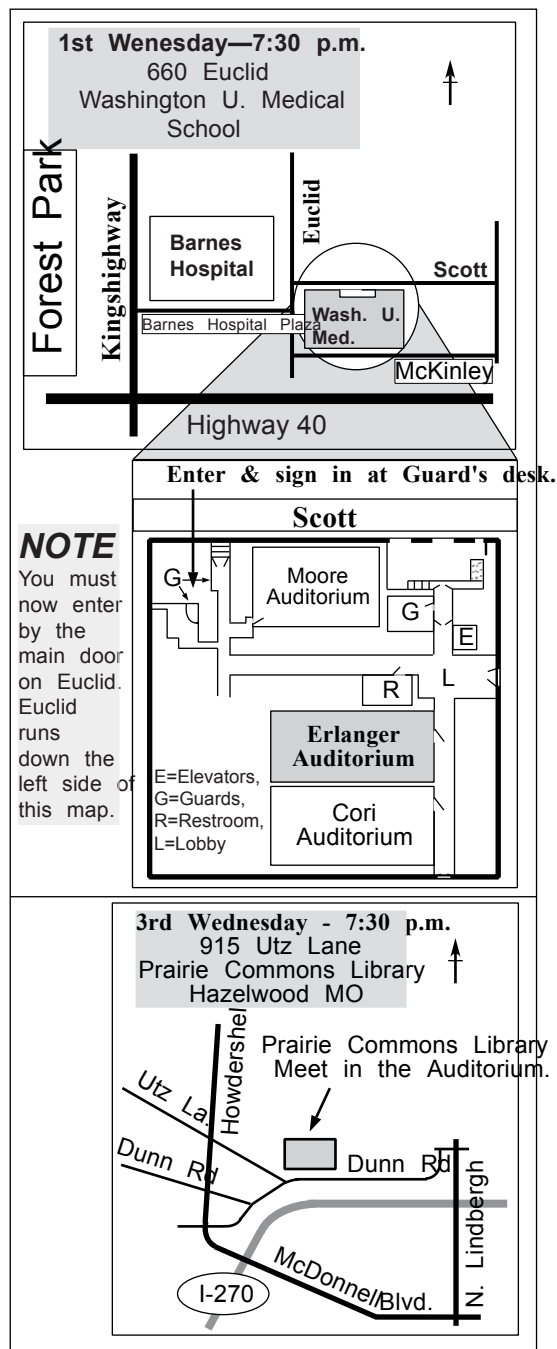 1st Wenesday—7:30 p.m.
660 Euclid
Washington U. Medical
School
Forest Park
Kingshighway
Barnes
Hospital
Euclid
Scott
Barnes Hospital Plaza
Wash. U.
Med.
McKinley
Highway 40
Enter & sign in at Guard's desk.
Scott
NOTE
You must
now enter
by the
main door
on Euclid.
Euclid
runs
down the
left side of
this map.
G
Moore
Auditorium
G
E
L
R
Erlanger
Auditorium
E=Elevators,
G=Guards,
R=Restroom,
L=Lobby
Cori
Auditorium
3rd Wednesday - 7:30 p.m.
915 Utz Lane
Prairie Commons Library
Hazelwood MO
Howdershel
Prairie Commons Library
Meet in the Auditorium.
Utz La.
Dunn Rd
Dunn Rd
N. Lindbergh
McDonnell Blvd.
I-270